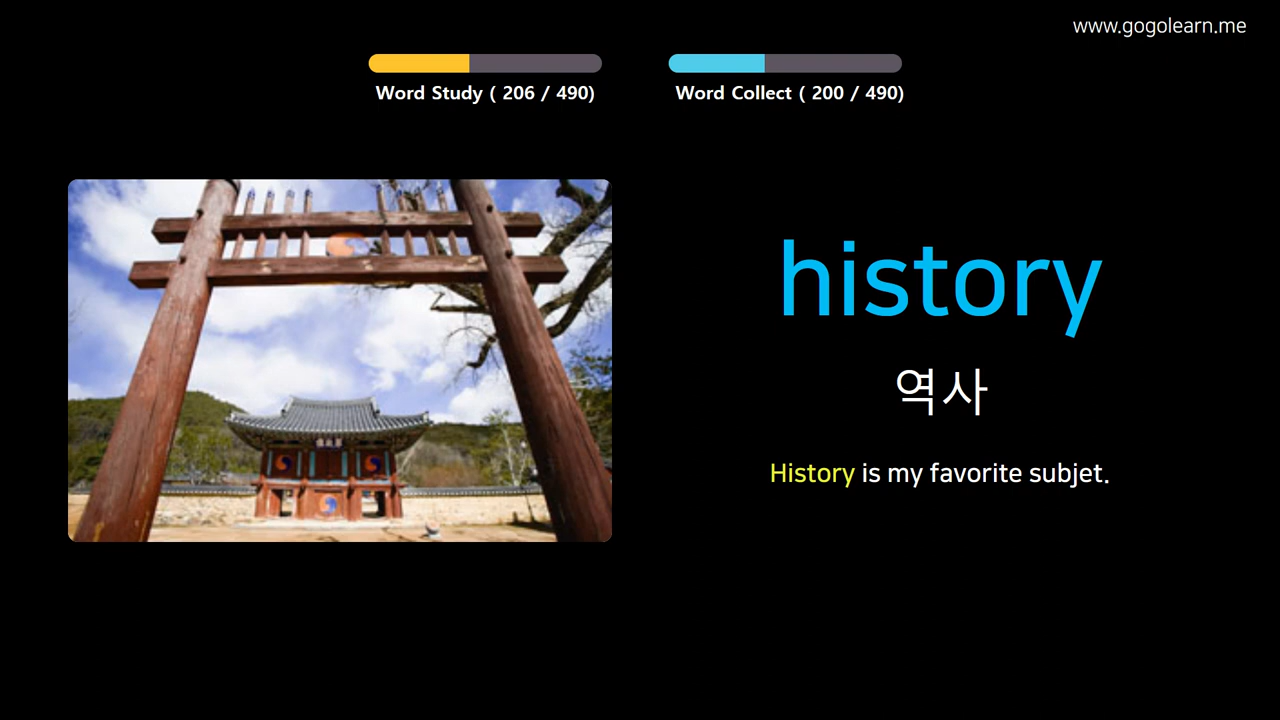 www.gogolearn.me
Word Study ( 206 / 490)
Word Collect ( 200 / 490)
history
역사
History is my favorite subjet.